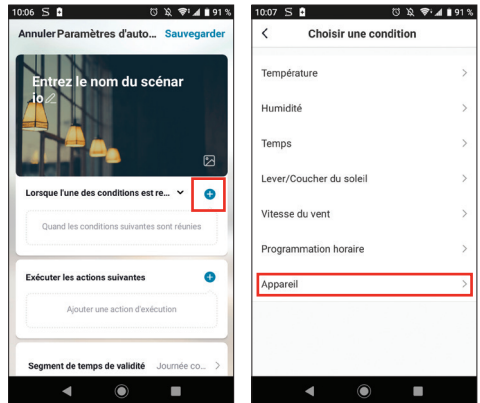 10:06 S 91 %
Annuler Paramètres d'auto... Sauvegarder
Entrez le nom du scénar
io
Lorsque l'une des conditions est re...
Quand les conditions suivantes sont réunies
Exécuter les actions suivantes
Ajouter une action d'exécution
Segment de temps de validité Journée co...
10:07 S 91 %
Choisir une condition
Température
Humidité
Temps
Lever/Coucher du soleil
Vitesse du vent
Programmation horaire
Appareil